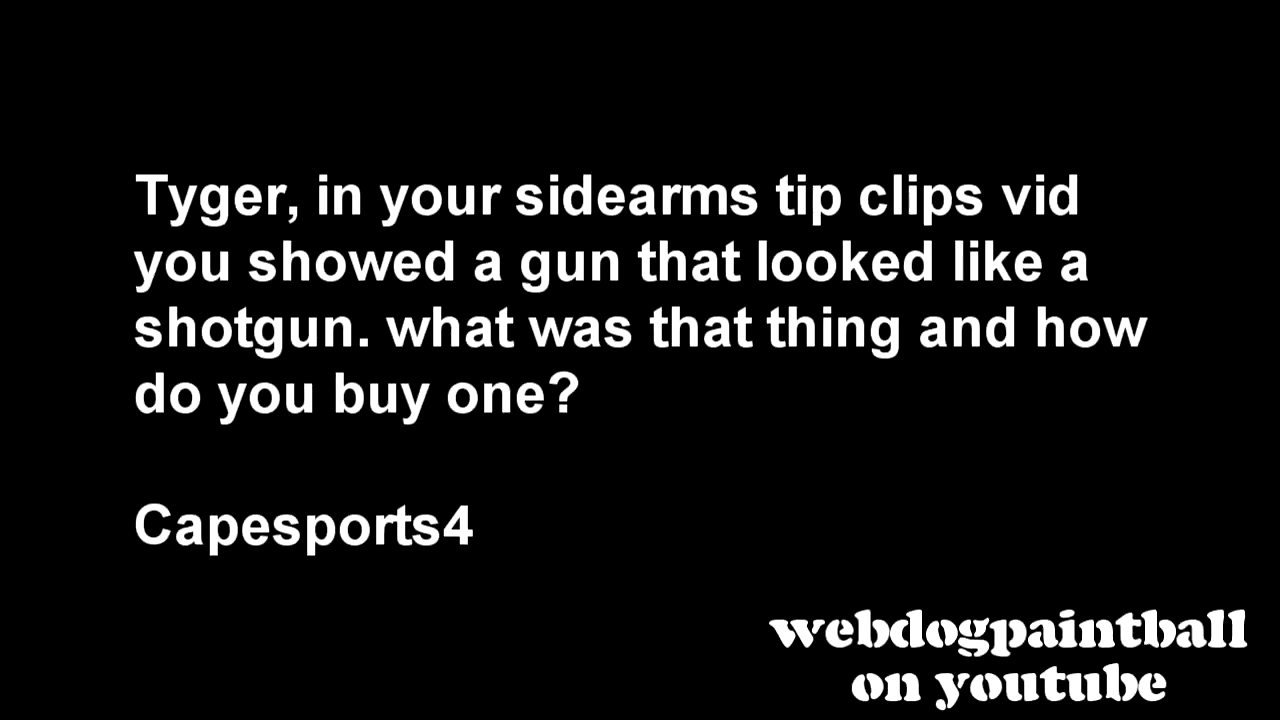 Tyger, in your sidearms tip clips vid
you showed a gun that looked like a
shotgun. what was that thing and how
do you buy one?
Capesports4
webdogpaintball
on youtube